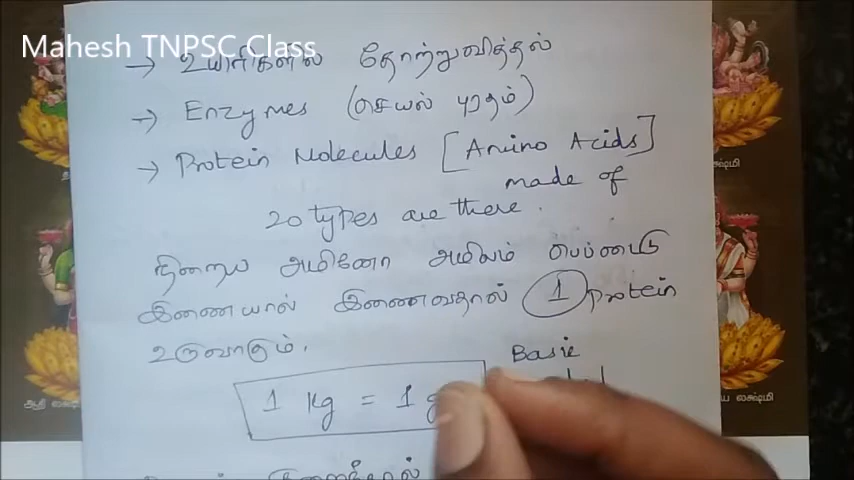 Mahesh TNPSC Class
→ உயிரிகளில் தோற்றுவித்தல்
→ Enzymes (செயல் புரதம்)
→ Protein Molecules [Amino Acids]
made of
20 types are there.
நிறைய அமினோ அமிலம் பெப்டைடு
இணையால் இணைவதால் 1 protein
உருவாகும்.
Basic
1 Kg = 1 g